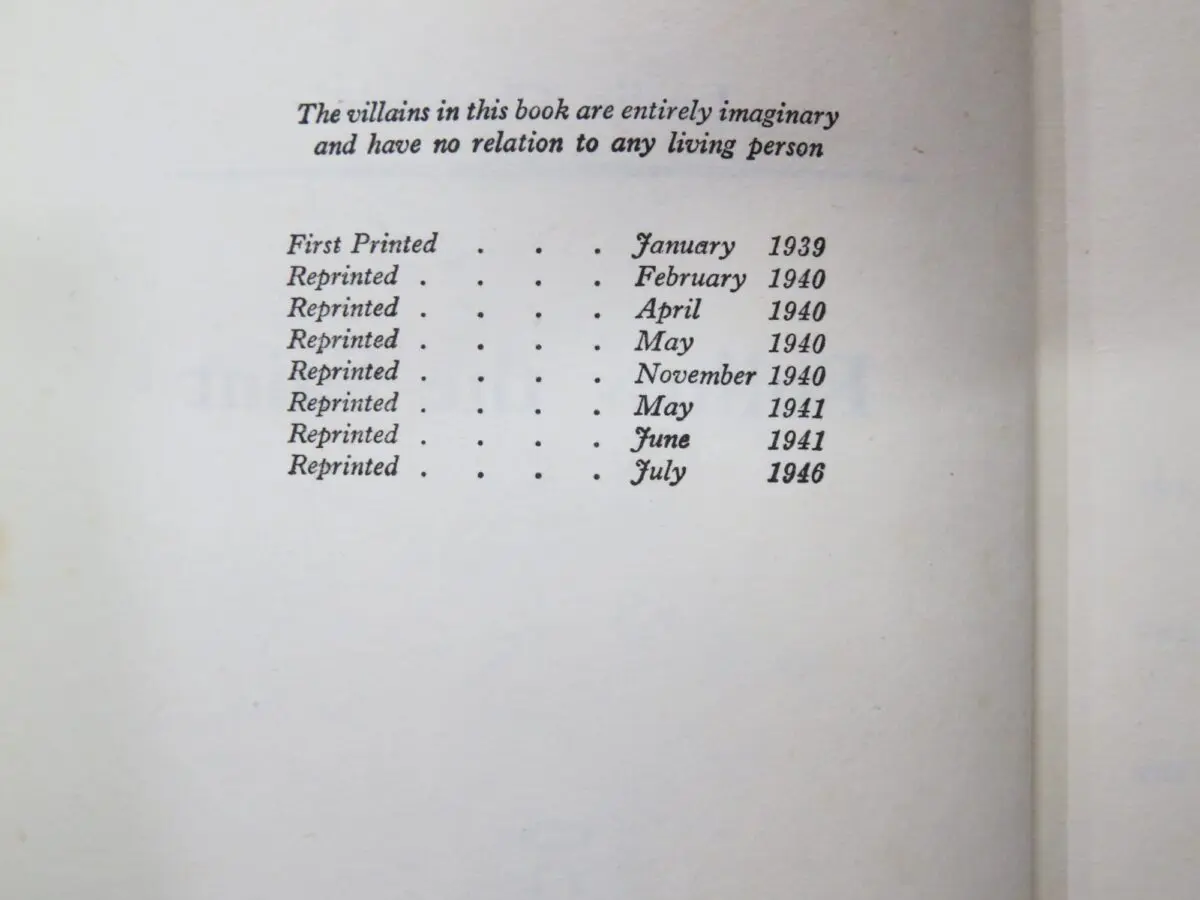 The villains in this book are entirely imaginary
and have no relation to any living person
First Printed . . . January 1939
Reprinted . . . . February 1940
Reprinted . . . . April 1940
Reprinted . . . . May 1940
Reprinted . . . . November 1940
Reprinted . . . . May 1941
Reprinted . . . . June 1941
Reprinted . . . . July 1946